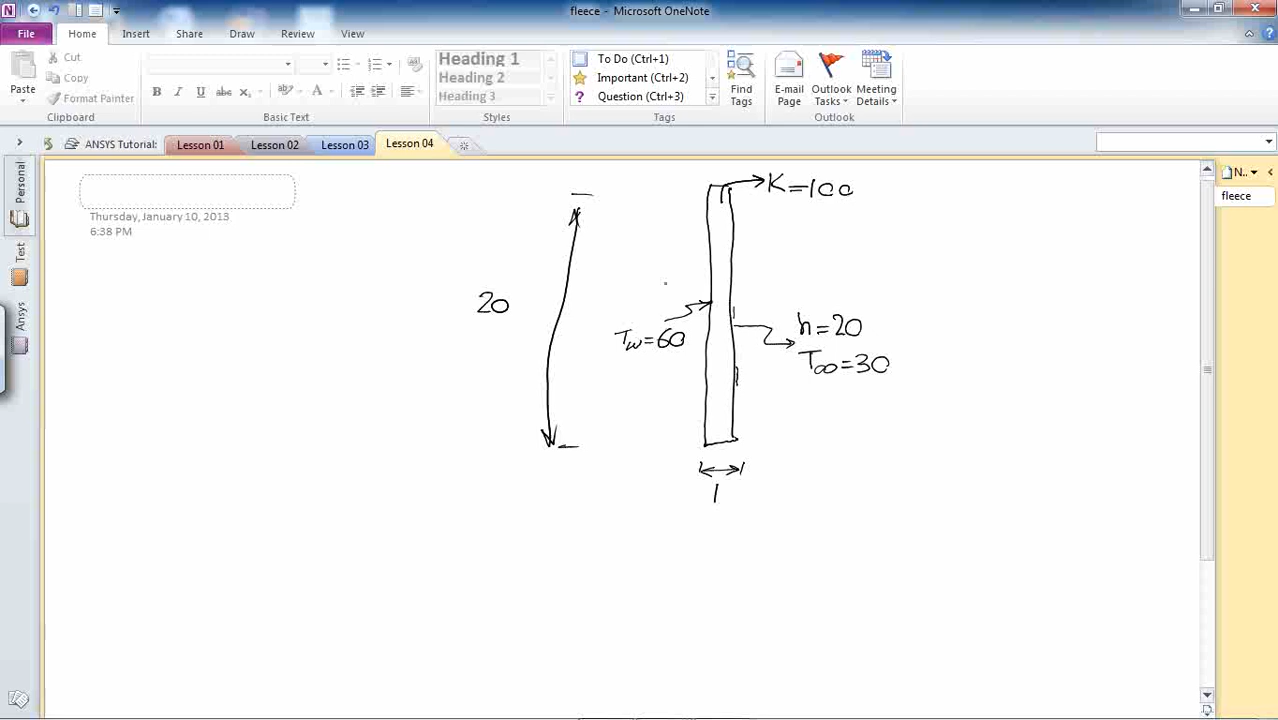 fleece - Microsoft OneNote
File
Home
Insert
Share
Draw
Review
View
Paste
Cut
Copy
Format Painter
Clipboard
B I U abc x₂ ab A
Basic Text
Heading 1
Heading 2
Heading 3
Styles
To Do (Ctrl+1)
Important (Ctrl+2)
? Question (Ctrl+3)
Tags
Find Tags
E-mail Page
Outlook Tasks
Meeting Details
Outlook
ANSYS Tutorial:
Lesson 01
Lesson 02
Lesson 03
Lesson 04
N..
fleece
Personal
Test
Ansys
Thursday, January 10, 2013
6:38 PM
K=100
20
Tw=60
h=20
T∞=30
1